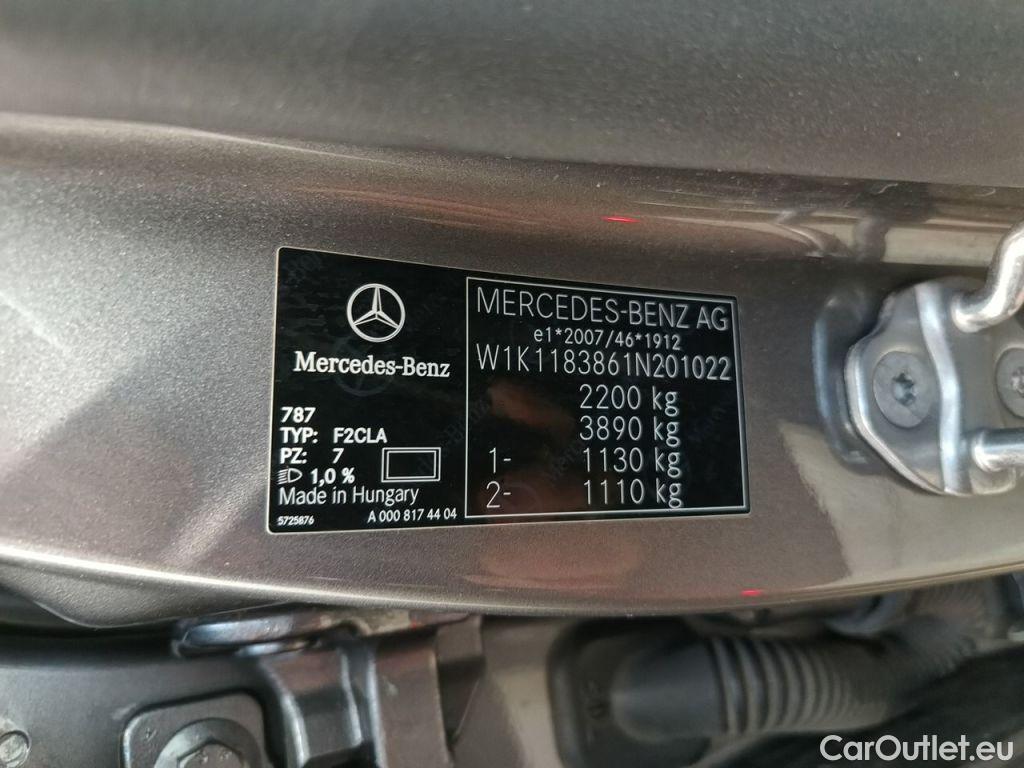 Mercedes-Benz
787
TYP: F2CLA
PZ: 7
1,0 %
Made in Hungary
5725876
A 000 817 44 04
MERCEDES-BENZ AG
e1*2007/46*1912
W1K1183861N201022
2200 kg
3890 kg
1- 1130 kg
2- 1110 kg
CarOutlet.eu